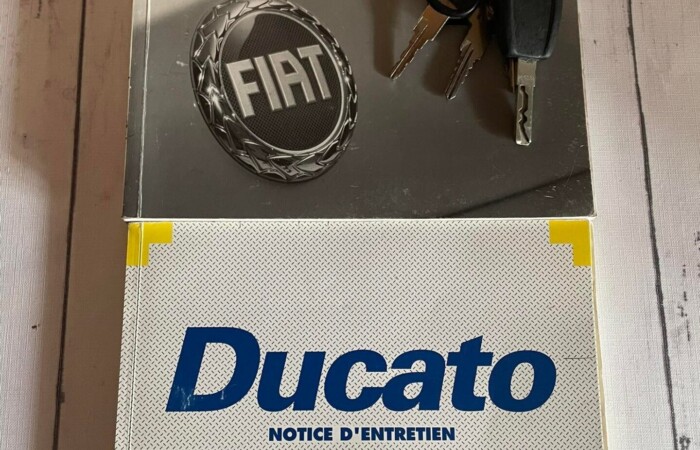 FIAT
Ducato
NOTICE D'ENTRETIEN